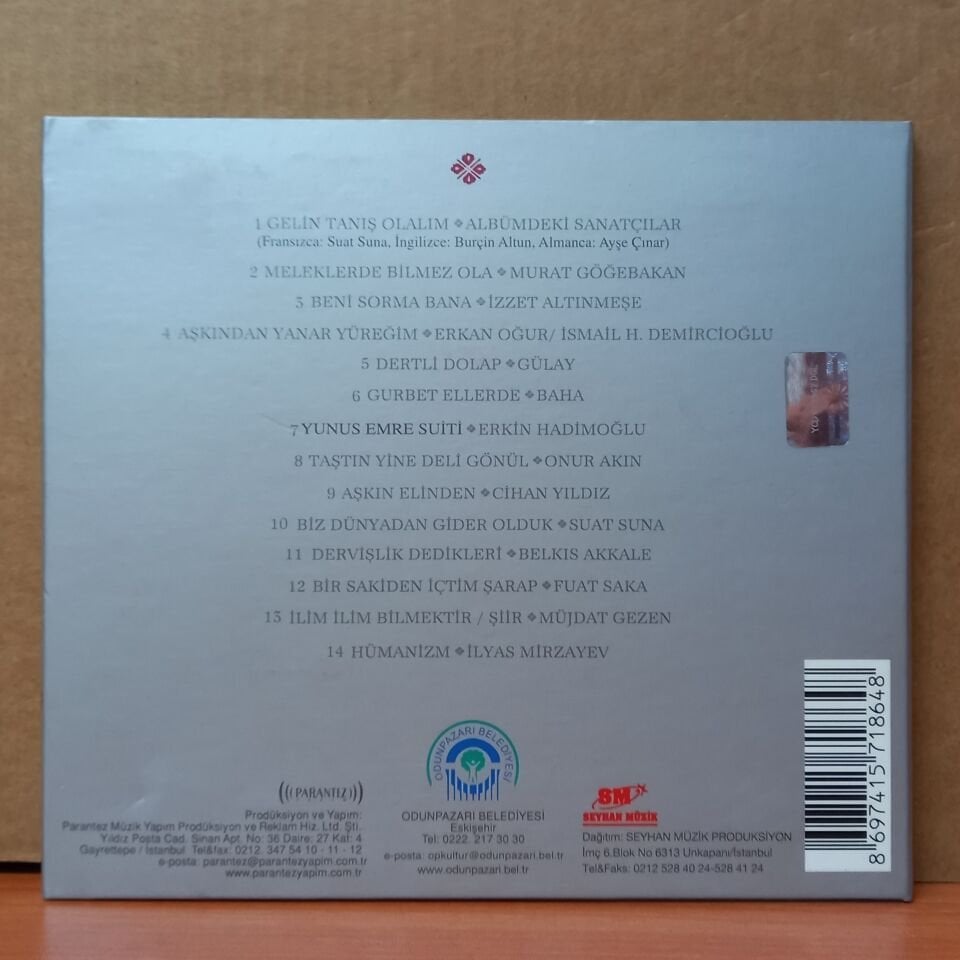 1 GELİN TANIŞ OLALIM ❖ ALBÜMDEKİ SANATÇILAR
(Fransızca: Suat Suna, İngilizce: Burçin Altun, Almanca: Ayşe Çınar)
2 MELEKLERDE BİLMEZ OLA ❖ MURAT GÖĞEBAKAN
3 BENİ SORMA BANA ❖ İZZET ALTINMEŞE
4 AŞKINDAN YANAR YÜREĞİM ❖ ERKAN OĞUR/ İSMAİL H. DEMİRCİOĞLU
5 DERTLİ DOLAP ❖ GÜLAY
6 GURBET ELLERDE ❖ BAHA
7 YUNUS EMRE SUİTİ ❖ ERKİN HADİMOĞLU
8 TAŞTIN YİNE DELİ GÖNÜL ❖ ONUR AKIN
9 AŞKIN ELİNDEN ❖ CİHAN YILDIZ
10 BİZ DÜNYADAN GİDER OLDUK ❖ SUAT SUNA
11 DERVİŞLİK DEDİKLERİ ❖ BELKIS AKKALE
12 BİR SAKİDEN İÇTİM ŞARAP ❖ FUAT SAKA
13 İLİM İLİM BİLMEKTİR / ŞİİR ❖ MÜJDAT GEZEN
14 HÜMANİZM ❖ İLYAS MİRZAYEV
((( PARANTEZ )))
Prodüksiyon ve Yapım:
Parantez Müzik Yapım Prodüksiyon ve Reklam Hiz. Ltd. Şti.
Yıldız Posta Cad. Sinan Apt. No: 36 Daire: 27 Kat: 4
Gayrettepe / İstanbul Tel&fax: 0212. 347 54 10 - 11 - 12
e-posta: parantez@parantezyapim.com.tr
www.parantezyapim.com.tr
ODUNPAZARI BELEDİYESİ
ODUNPAZARI BELEDİYESİ
Eskişehir
Tel: 0222. 217 30 30
e-posta: opkultur@odunpazari.bel.tr
www.odunpazari.bel.tr
SM
SEYHAN MÜZİK
Dağıtım: SEYHAN MÜZİK PRODUKSİYON
İmç 6.Blok No 6313 Unkapanı/İstanbul
Tel&Faks: 0212 528 40 24-528 41 24
8 697415 718648